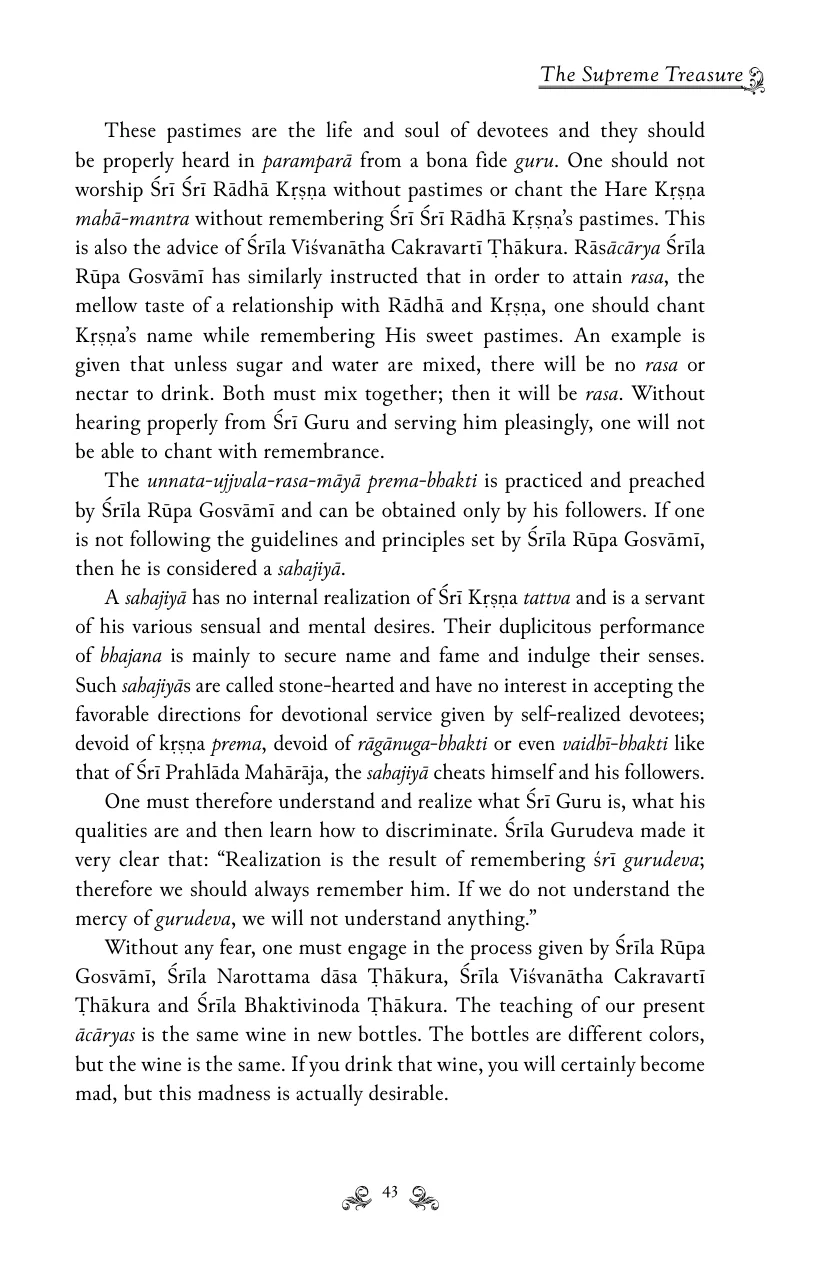 The Supreme Treasure
These pastimes are the life and soul of devotees and they should
be properly heard in paramparā from a bona fide guru. One should not
worship Śrī Śrī Rādhā Kṛṣṇa without pastimes or chant the Hare Kṛṣṇa
mahā-mantra without remembering Śrī Śrī Rādhā Kṛṣṇa’s pastimes. This
is also the advice of Śrīla Viśvanātha Cakravartī Ṭhākura. Rāsācārya Śrīla
Rūpa Gosvāmī has similarly instructed that in order to attain rasa, the
mellow taste of a relationship with Rādhā and Kṛṣṇa, one should chant
Kṛṣṇa’s name while remembering His sweet pastimes. An example is
given that unless sugar and water are mixed, there will be no rasa or
nectar to drink. Both must mix together; then it will be rasa. Without
hearing properly from Śrī Guru and serving him pleasingly, one will not
be able to chant with remembrance.
The unnata-ujjvala-rasa-māyā prema-bhakti is practiced and preached
by Śrīla Rūpa Gosvāmī and can be obtained only by his followers. If one
is not following the guidelines and principles set by Śrīla Rūpa Gosvāmī,
then he is considered a sahajiyā.
A sahajiyā has no internal realization of Śrī Kṛṣṇa tattva and is a servant
of his various sensual and mental desires. Their duplicitous performance
of bhajana is mainly to secure name and fame and indulge their senses.
Such sahajiyās are called stone-hearted and have no interest in accepting the
favorable directions for devotional service given by self-realized devotees;
devoid of kṛṣṇa prema, devoid of rāgānuga-bhakti or even vaidhī-bhakti like
that of Śrī Prahlāda Mahārāja, the sahajiyā cheats himself and his followers.
One must therefore understand and realize what Śrī Guru is, what his
qualities are and then learn how to discriminate. Śrīla Gurudeva made it
very clear that: “Realization is the result of remembering śrī gurudeva;
therefore we should always remember him. If we do not understand the
mercy of gurudeva, we will not understand anything.”
Without any fear, one must engage in the process given by Śrīla Rūpa
Gosvāmī, Śrīla Narottama dāsa Ṭhākura, Śrīla Viśvanātha Cakravartī
Ṭhākura and Śrīla Bhaktivinoda Ṭhākura. The teaching of our present
ācāryas is the same wine in new bottles. The bottles are different colors,
but the wine is the same. If you drink that wine, you will certainly become
mad, but this madness is actually desirable.
43